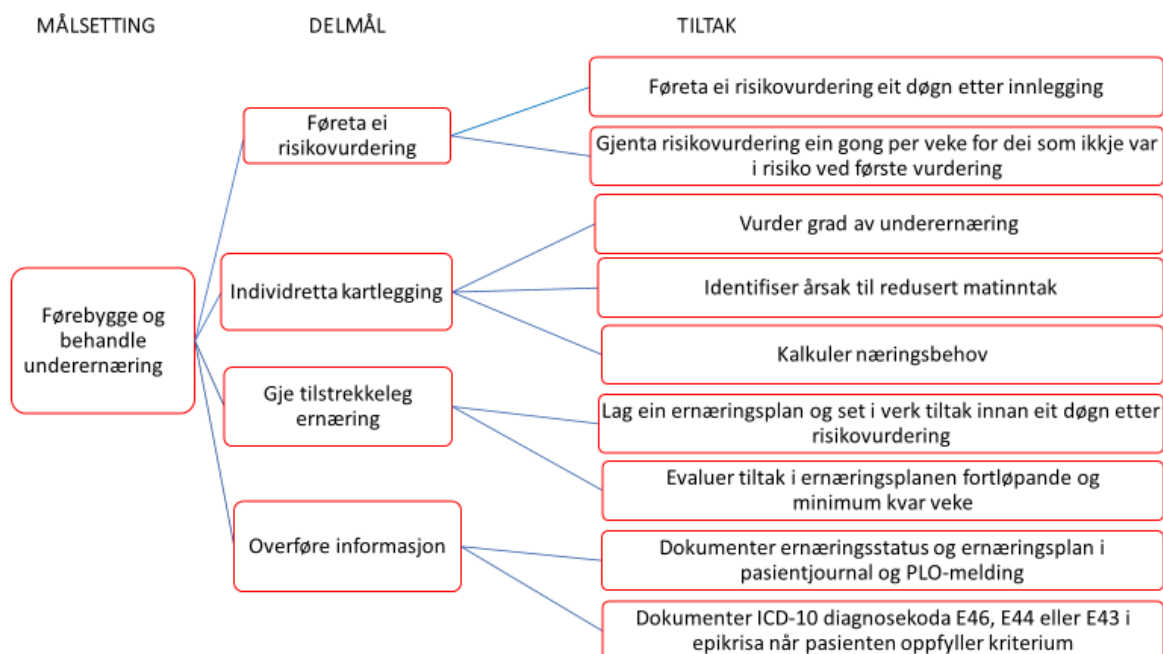 MÅLSETTING
DELMÅL
TILTAK
Førebygge og
behandle
underernæring
Føreta ei
risikovurdering
Føreta ei risikovurdering eit døgn etter innlegging
Gjenta risikovurdering ein gong per veke for dei som ikkje var
i risiko ved første vurdering
Individretta kartlegging
Vurder grad av underernæring
Identifiser årsak til redusert matinntak
Kalkuler næringsbehov
Gje tilstrekkeleg
ernæring
Lag ein ernæringsplan og set i verk tiltak innan eit døgn etter
risikovurdering
Evaluer tiltak i ernæringsplanen fortløpande og
minimum kvar veke
Overføre informasjon
Dokumenter ernæringsstatus og ernæringsplan i
pasientjournal og PLO-melding
Dokumenter ICD-10 diagnosekoda E46, E44 eller E43 i
epikrisa når pasienten oppfyller kriterium